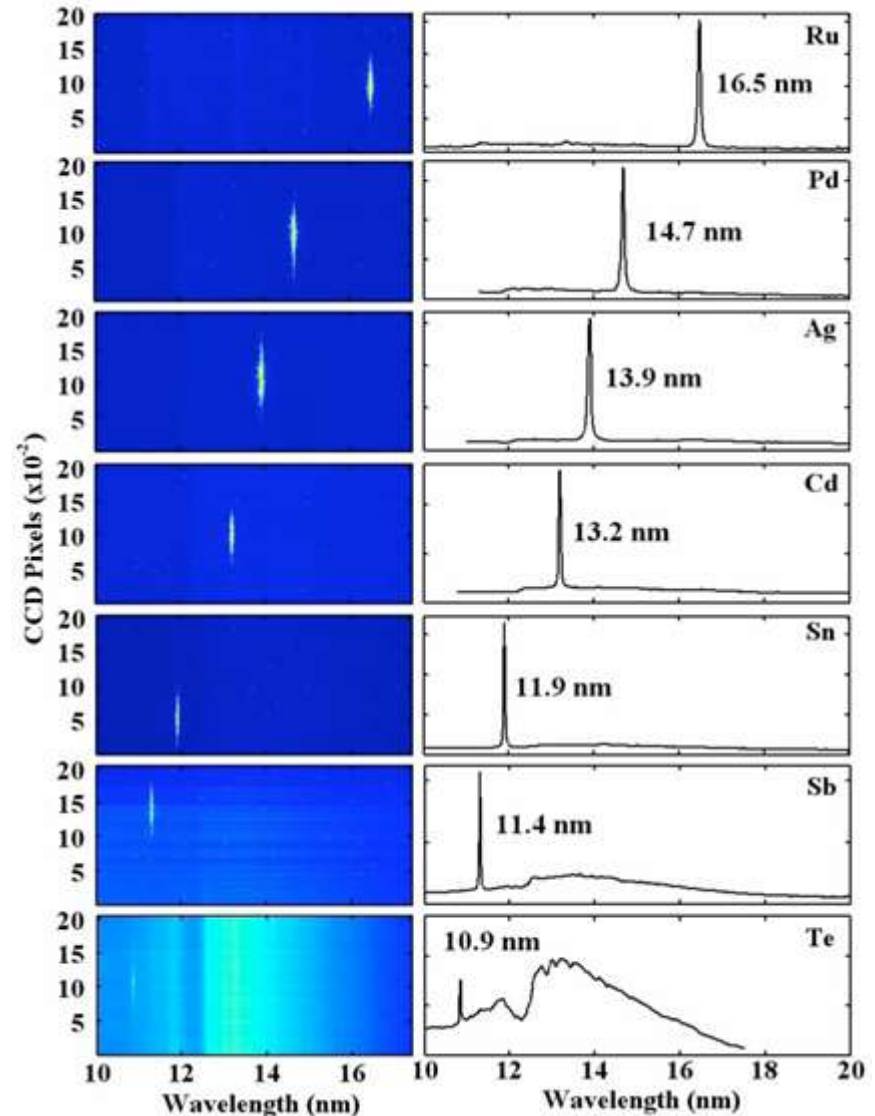 20
15
10
5
Ru
16.5 nm
20
15
10
5
Pd
14.7 nm
20
15
10
5
Ag
13.9 nm
20
15
10
5
Cd
13.2 nm
20
15
10
5
Sn
11.9 nm
20
15
10
5
Sb
11.4 nm
20
15
10
5
Te
10.9 nm
CCD Pixels (x10⁻²)
10 12 14 16
10 12 14 16 18 20
Wavelength (nm)
Wavelength (nm)